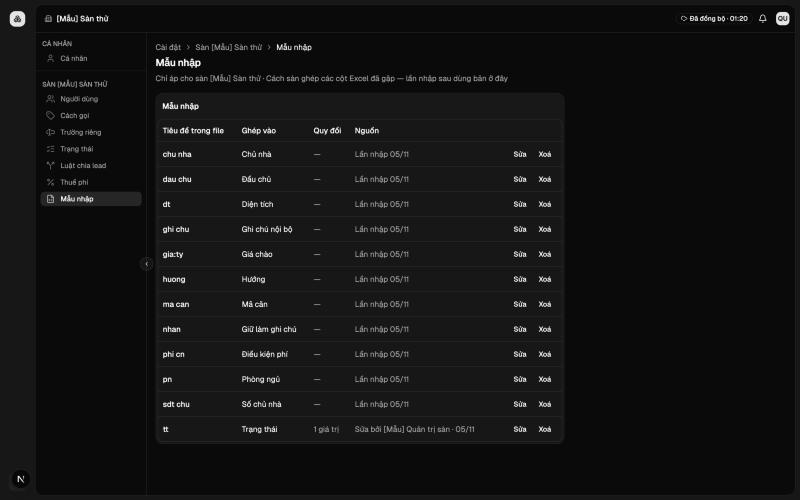 [Mẫu] Sàn thử
Đã đồng bộ · 01:20
QU
CÁ NHÂN
Cá nhân
SÀN [MẪU] SÀN THỬ
Người dùng
Cách gọi
Trường riêng
Trạng thái
Luật chia lead
Thuế phí
Mẫu nhập
N
Cài đặt > Sàn [Mẫu] Sàn thử > Mẫu nhập
Mẫu nhập
Chỉ áp cho sàn [Mẫu] Sàn thử · Cách sàn ghép các cột Excel đã gặp — lần nhập sau dùng bản ở đây
Mẫu nhập
Tiêu đề trong file Ghép vào Quy đổi Nguồn
chu nha Chủ nhà — Lần nhập 05/11 Sửa Xoá
dau chu Đầu chủ — Lần nhập 05/11 Sửa Xoá
dt Diện tích — Lần nhập 05/11 Sửa Xoá
ghi chu Ghi chú nội bộ — Lần nhập 05/11 Sửa Xoá
gia:ty Giá chào — Lần nhập 05/11 Sửa Xoá
huong Hướng — Lần nhập 05/11 Sửa Xoá
ma can Mã căn — Lần nhập 05/11 Sửa Xoá
nhan Giữ làm ghi chú — Lần nhập 05/11 Sửa Xoá
phi cn Điều kiện phí — Lần nhập 05/11 Sửa Xoá
pn Phòng ngủ — Lần nhập 05/11 Sửa Xoá
sdt chu Số chủ nhà — Lần nhập 05/11 Sửa Xoá
tt Trạng thái 1 giá trị Sửa bởi [Mẫu] Quản trị sàn · 05/11 Sửa Xoá